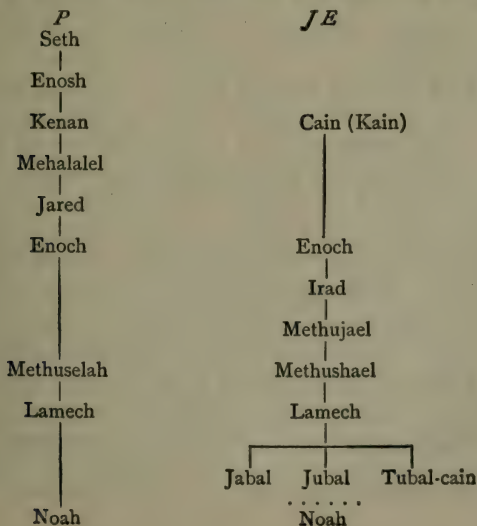 P JE
Seth
Enosh
Kenan Cain (Kain)
Mehalalel
Jared
Enoch Enoch
Irad
Methujael
Methuselah Methushael
Lamech Lamech
Jabal Jubal Tubal-cain
. . . . . .
Noah Noah